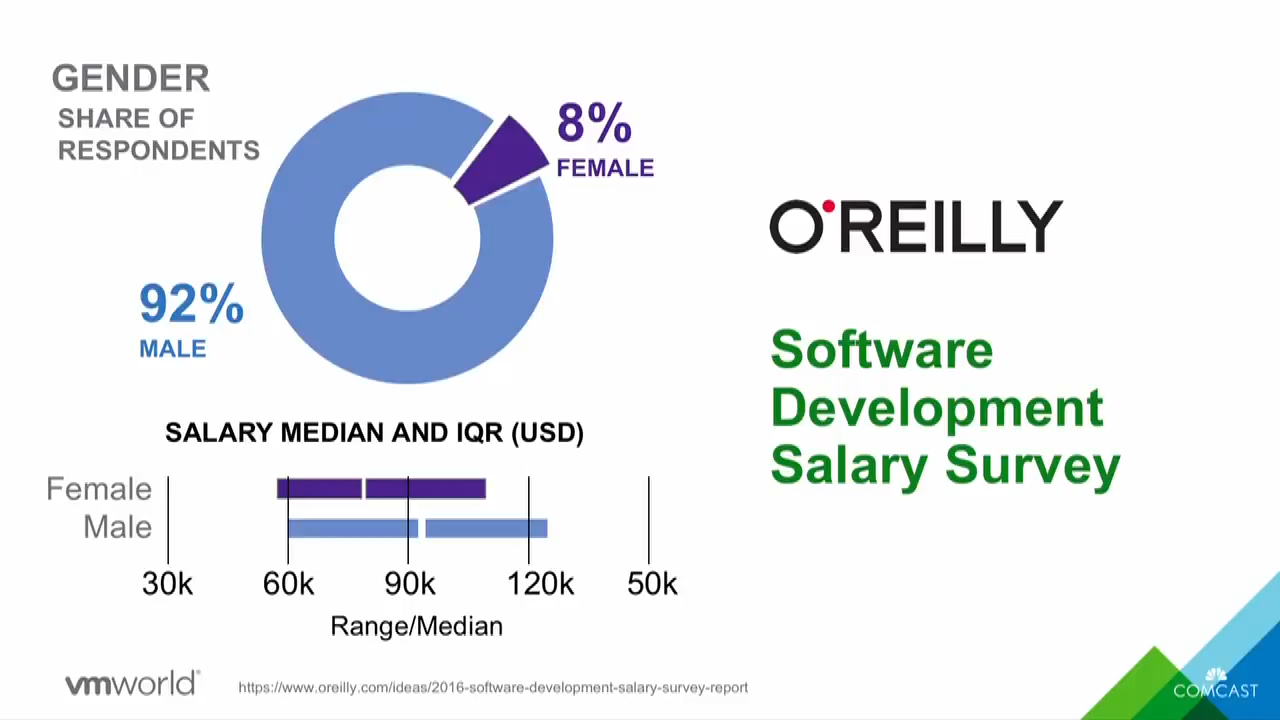 GENDER
SHARE OF
RESPONDENTS
8%
FEMALE
92%
MALE
O'REILLY
Software
Development
Salary Survey
SALARY MEDIAN AND IQR (USD)
Female
Male
30k 60k 90k 120k 50k
Range/Median
vmworld®
https://www.oreilly.com/ideas/2016-software-development-salary-survey-report
COMCAST